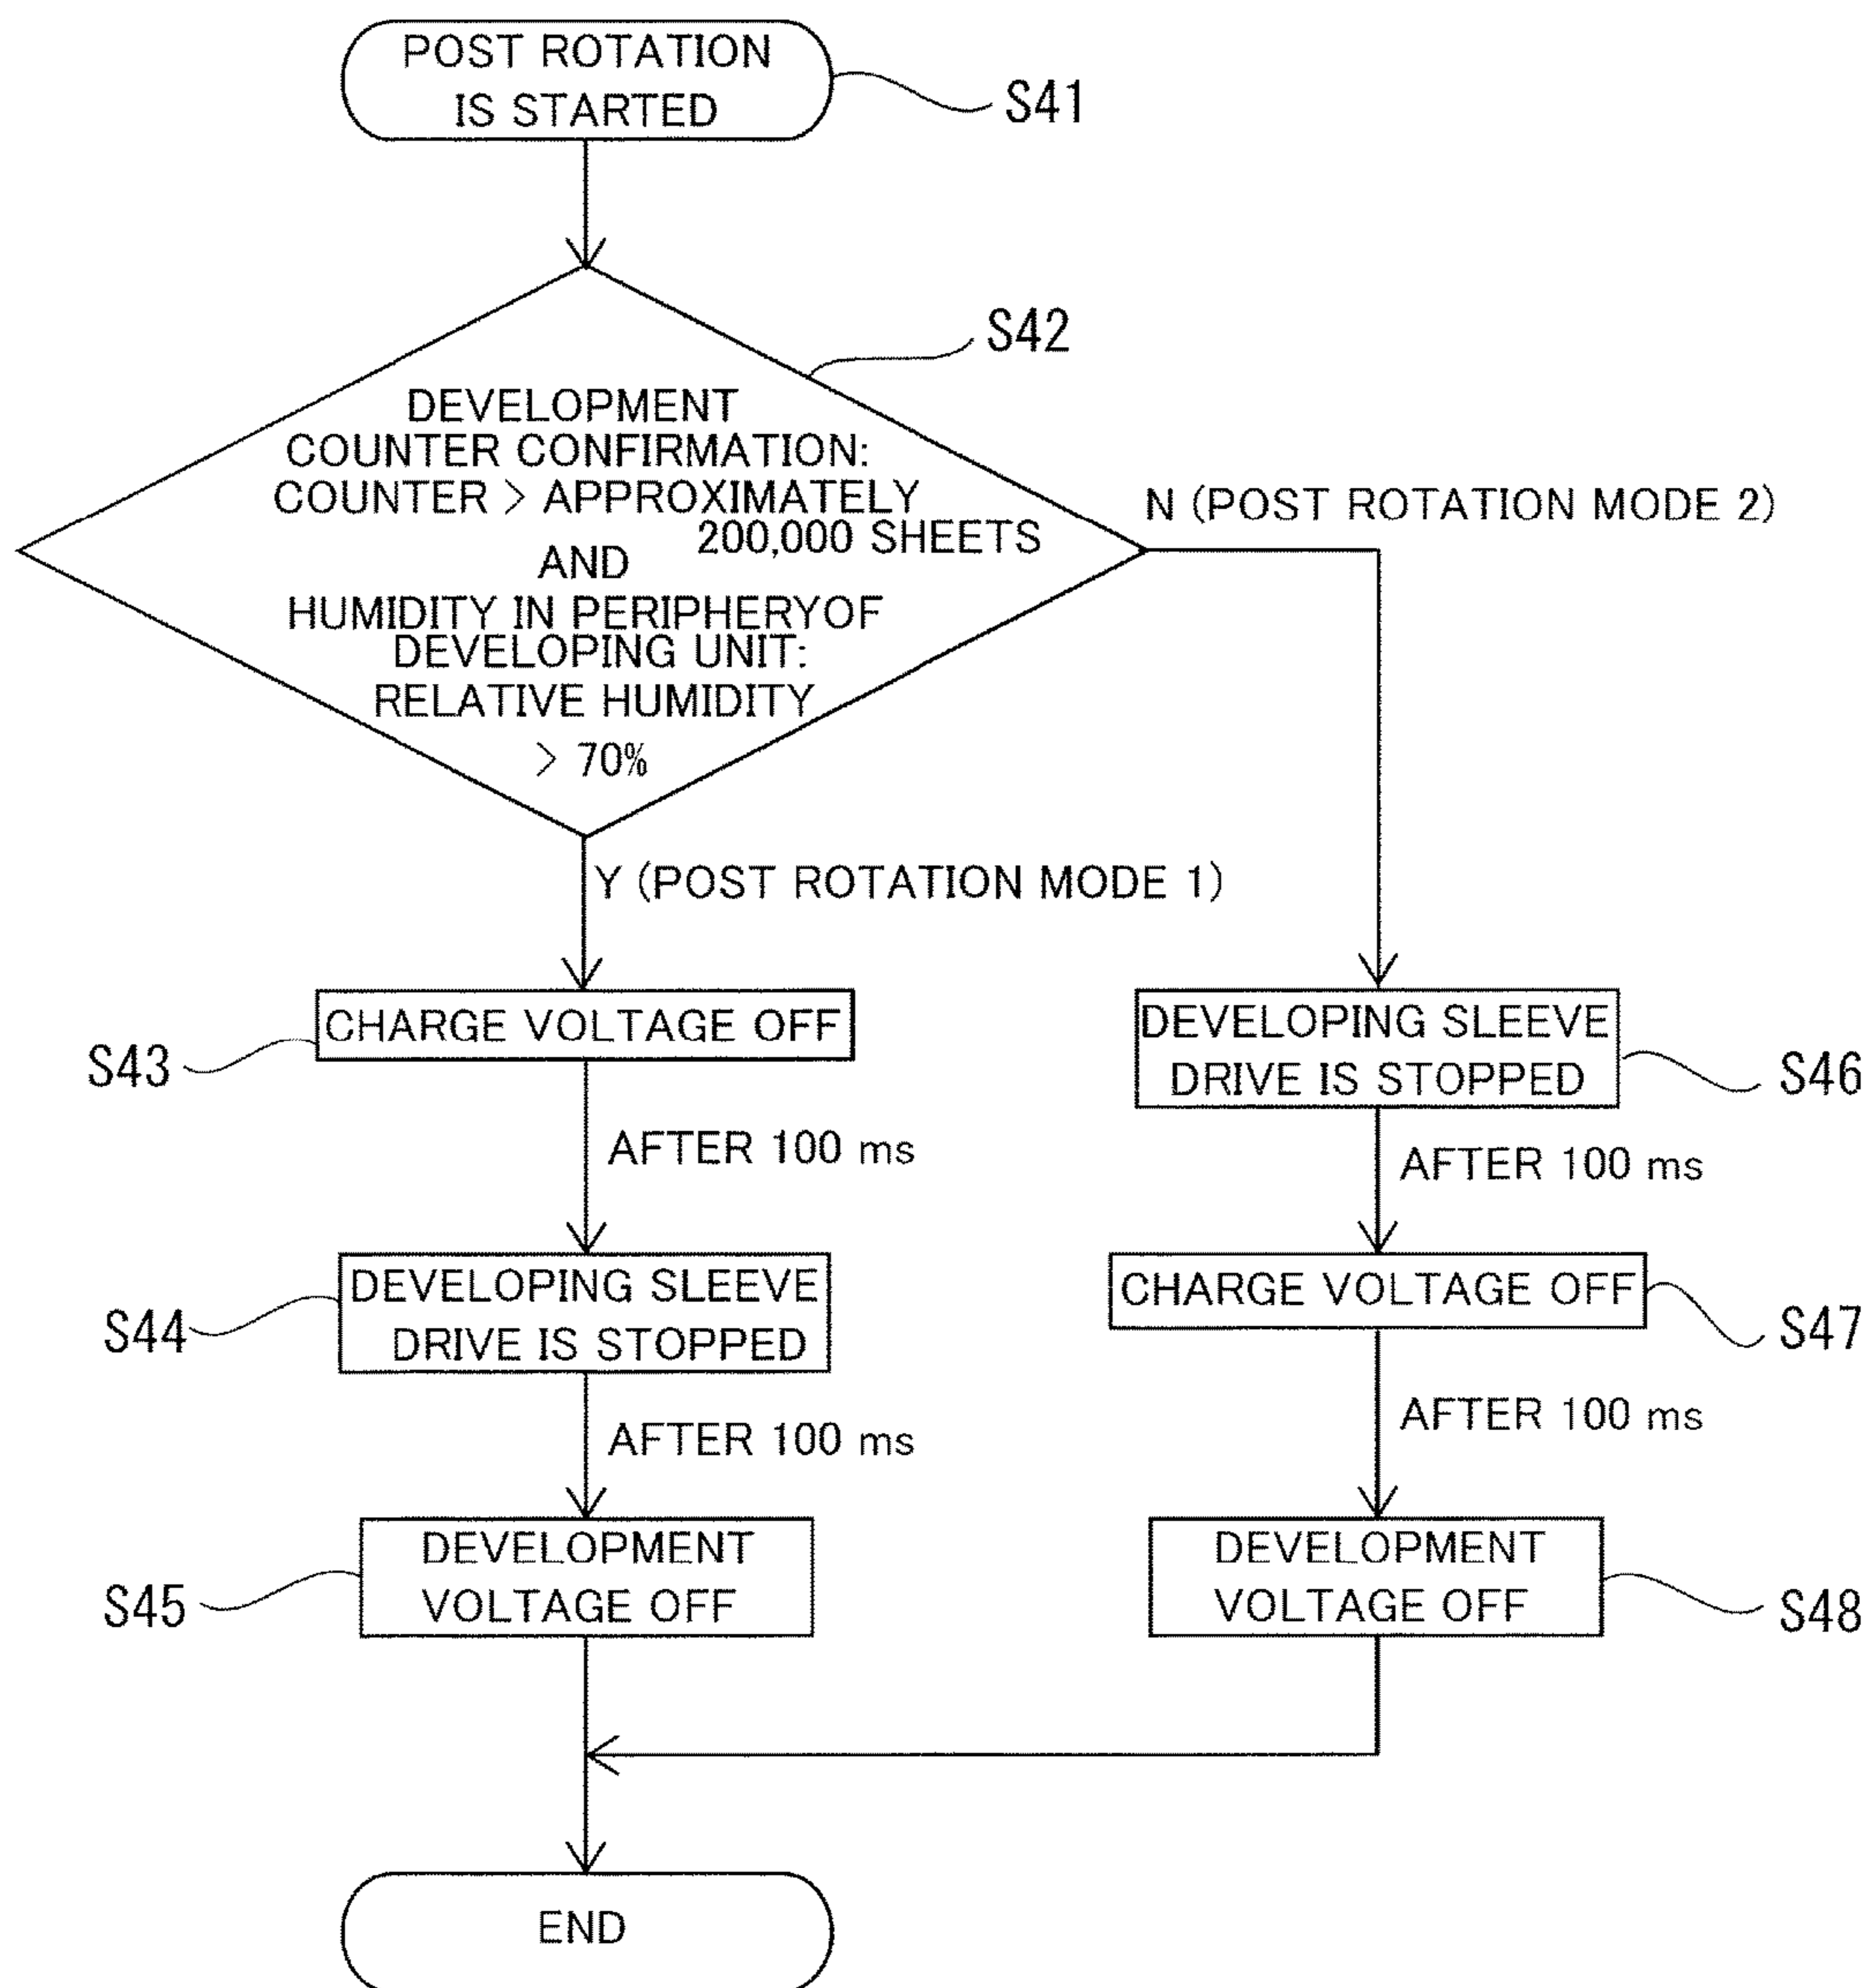 POST ROTATION
IS STARTED
S41
S42
DEVELOPMENT
COUNTER CONFIRMATION:
COUNTER > APPROXIMATELY
200,000 SHEETS
AND
HUMIDITY IN PERIPHERYOF
DEVELOPING UNIT:
RELATIVE HUMIDITY
> 70%
N (POST ROTATION MODE 2)
Y (POST ROTATION MODE 1)
CHARGE VOLTAGE OFF
S43
AFTER 100 ms
DEVELOPING SLEEVE
DRIVE IS STOPPED
S44
AFTER 100 ms
DEVELOPMENT
VOLTAGE OFF
S45
DEVELOPING SLEEVE
DRIVE IS STOPPED
S46
AFTER 100 ms
CHARGE VOLTAGE OFF
S47
AFTER 100 ms
DEVELOPMENT
VOLTAGE OFF
S48
END